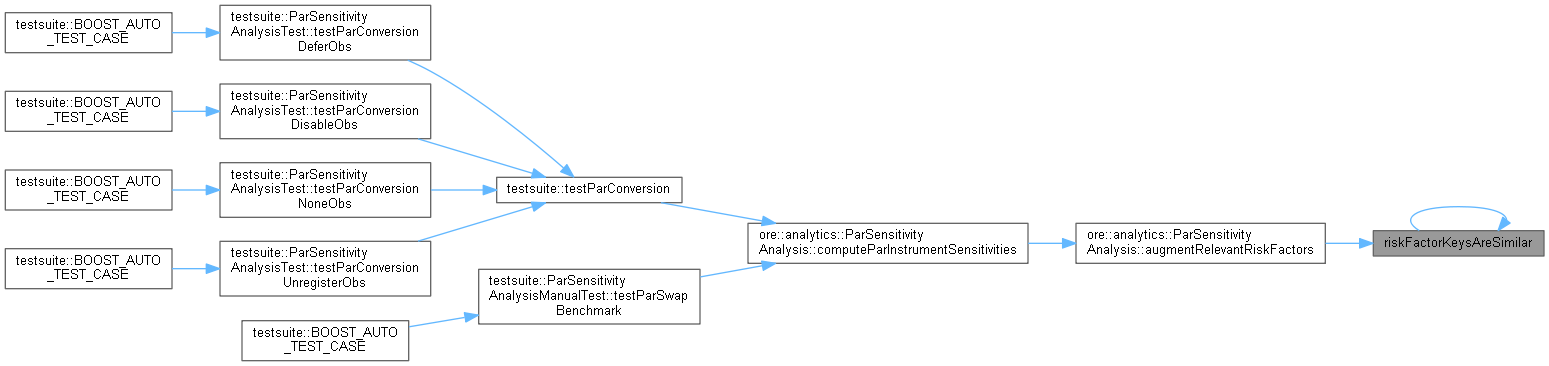 testsuite::BOOST_AUTO
_TEST_CASE
testsuite::ParSensitivity
AnalysisTest::testParConversion
DeferObs
testsuite::BOOST_AUTO
_TEST_CASE
testsuite::ParSensitivity
AnalysisTest::testParConversion
DisableObs
testsuite::BOOST_AUTO
_TEST_CASE
testsuite::ParSensitivity
AnalysisTest::testParConversion
NoneObs
testsuite::BOOST_AUTO
_TEST_CASE
testsuite::ParSensitivity
AnalysisTest::testParConversion
UnregisterObs
testsuite::testParConversion
testsuite::BOOST_AUTO
_TEST_CASE
testsuite::ParSensitivity
AnalysisManualTest::testParSwap
Benchmark
ore::analytics::ParSensitivity
Analysis::computeParInstrumentSensitivities
ore::analytics::ParSensitivity
Analysis::augmentRelevantRiskFactors
riskFactorKeysAreSimilar